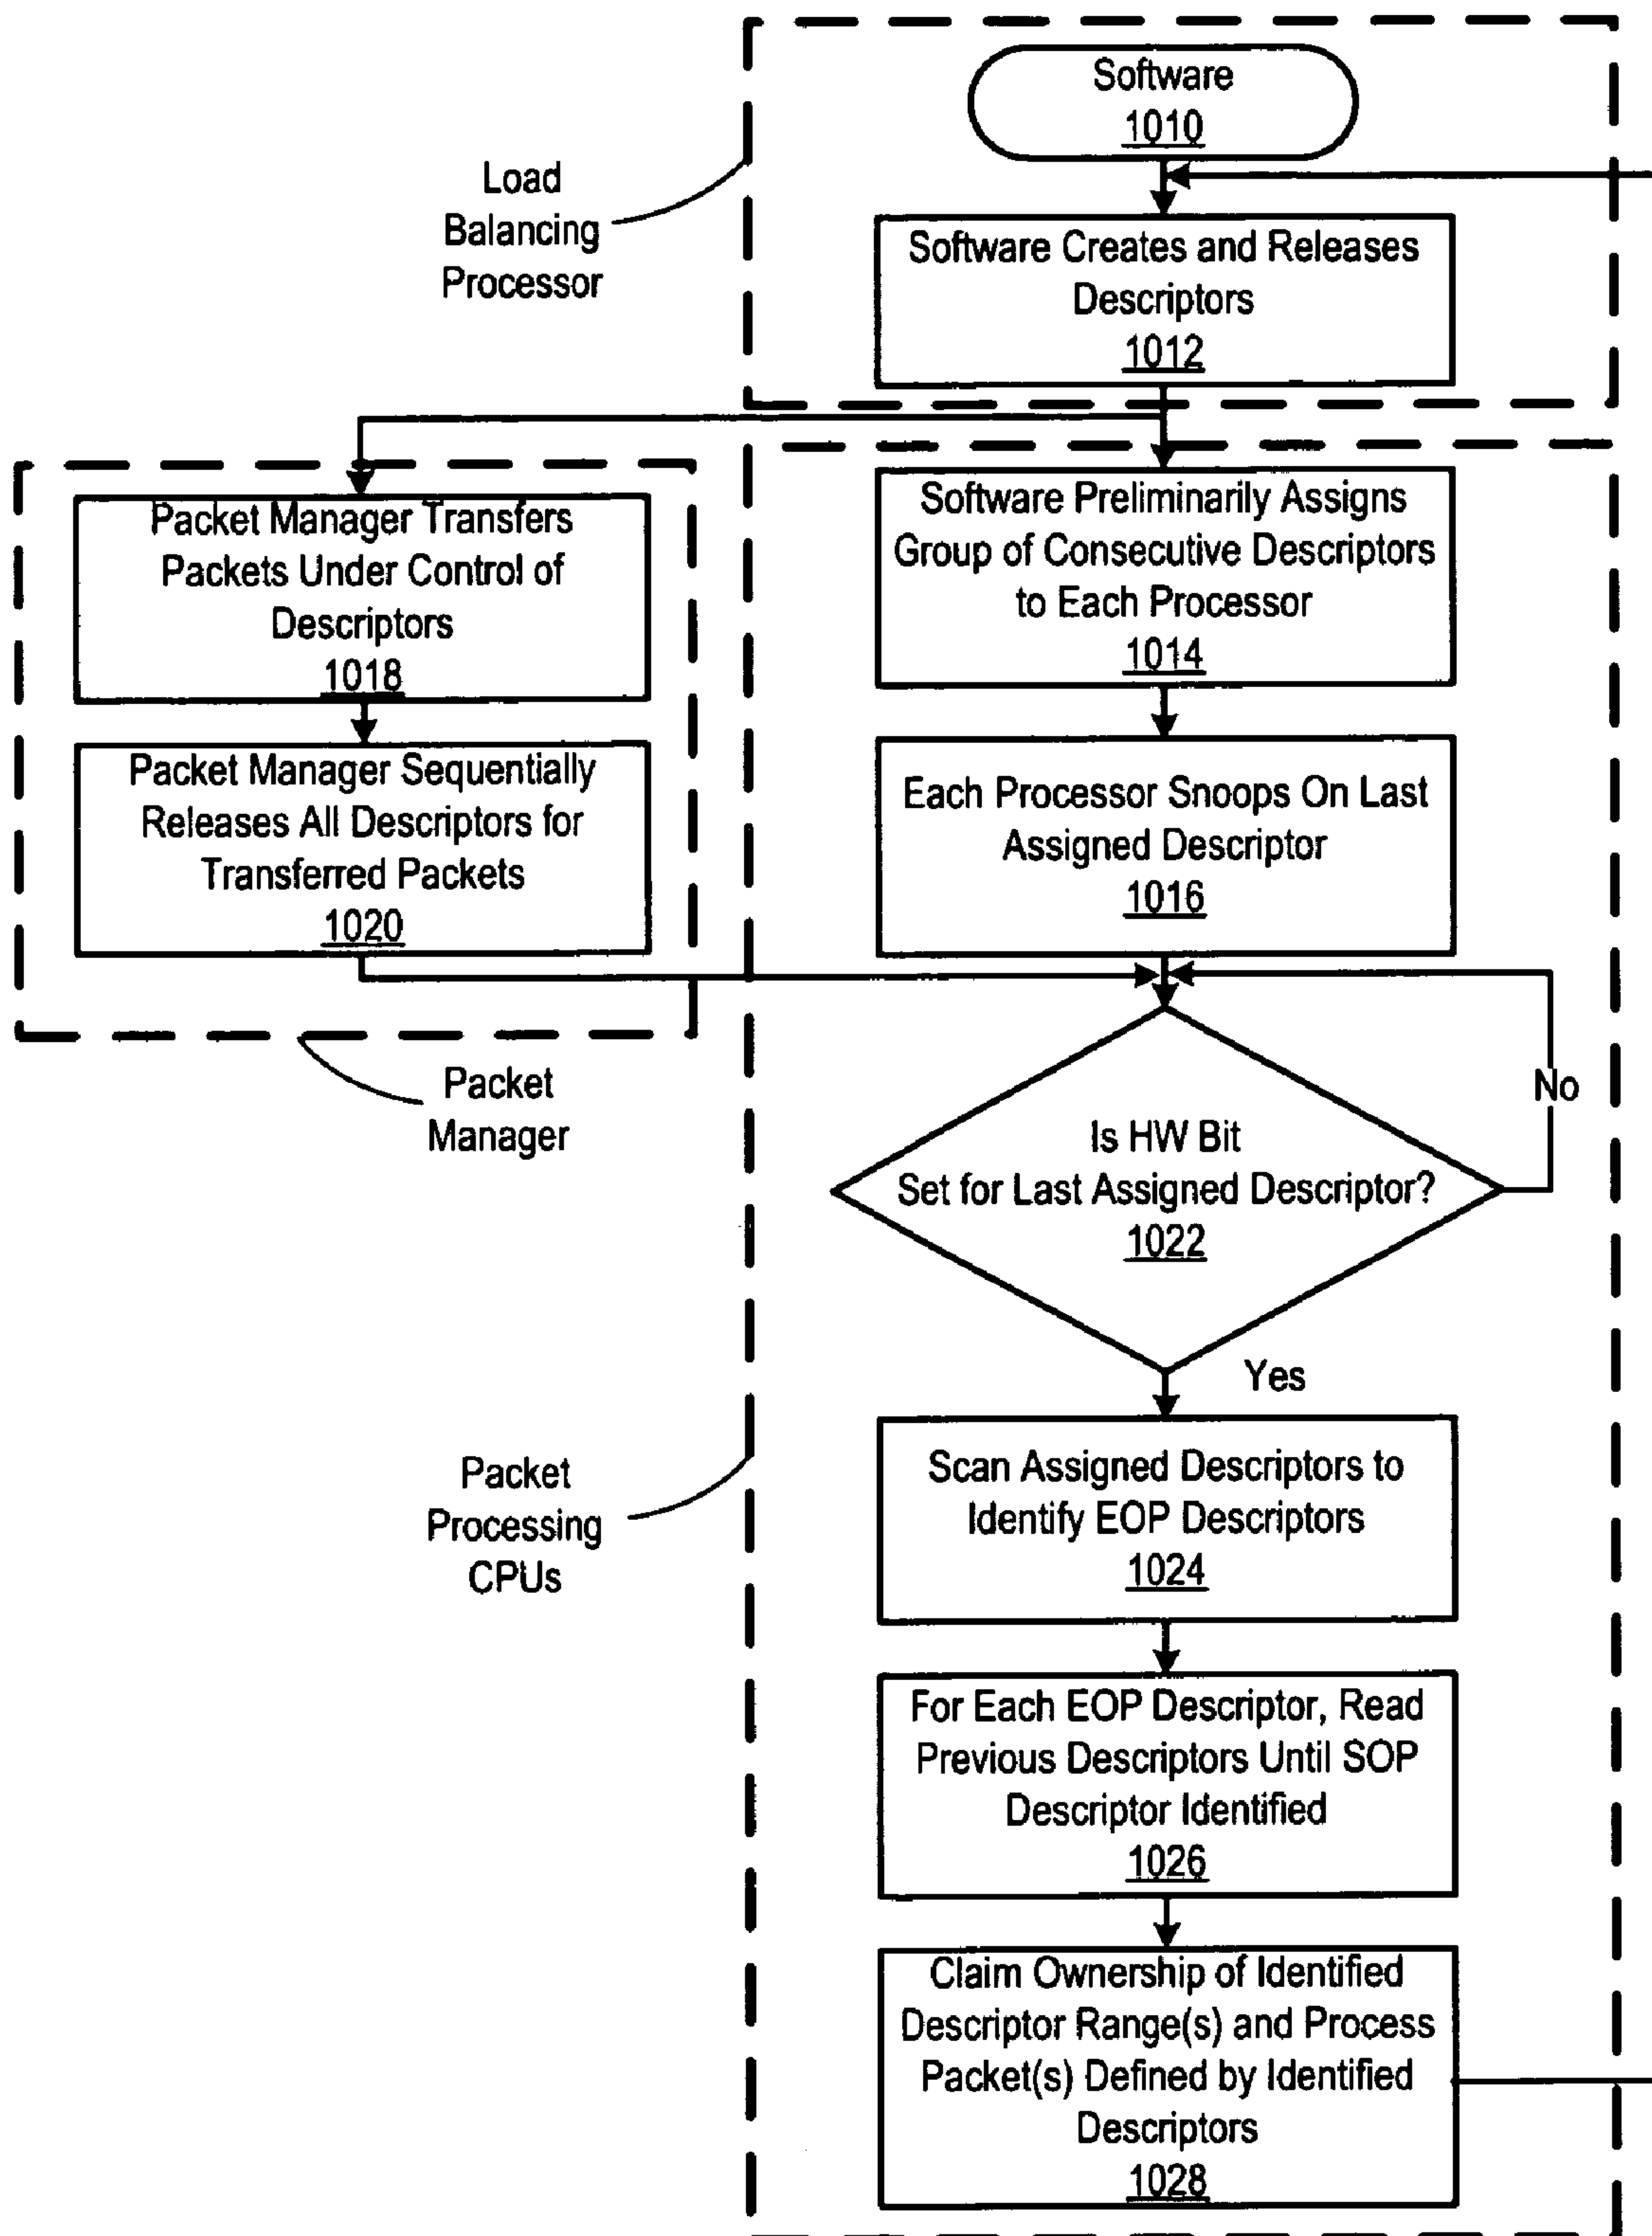 Software
1010
Load
Balancing
Processor
Software Creates and Releases
Descriptors
1012
Packet Manager Transfers
Packets Under Control of
Descriptors
1018
Software Preliminarily Assigns
Group of Consecutive Descriptors
to Each Processor
1014
Packet Manager Sequentially
Releases All Descriptors for
Transferred Packets
1020
Each Processor Snoops On Last
Assigned Descriptor
1016
Packet
Manager
No
Is HW Bit
Set for Last Assigned Descriptor?
1022
Yes
Packet
Processing
CPUs
Scan Assigned Descriptors to
Identify EOP Descriptors
1024
For Each EOP Descriptor, Read
Previous Descriptors Until SOP
Descriptor Identified
1026
Claim Ownership of Identified
Descriptor Range(s) and Process
Packet(s) Defined by Identified
Descriptors
1028